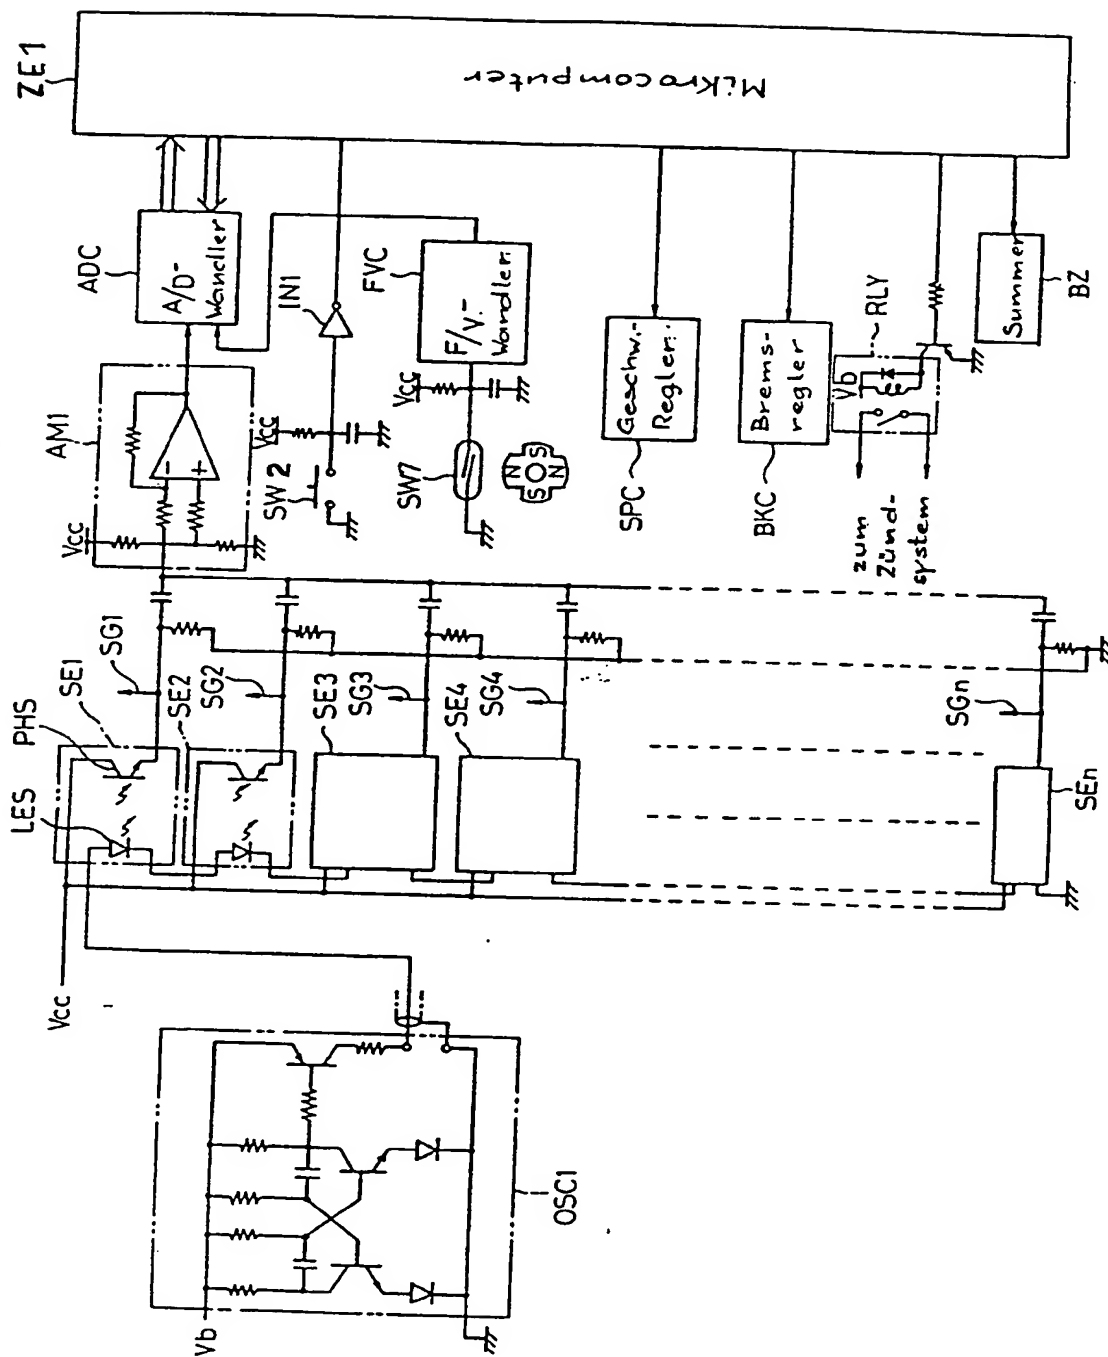 ZE1
Mikrocomputer
ADC
A/D-
Wandler
IN1
FVC
F/V.-
Wandler.
AM1
Vcc
Vcc
SW2
Vcc
SW7
N
S
N
S
Geschw.-
Regler.
SPC
Brems-
regler
BKC
Vb
RLY
zum
Zünd-
system
Summer
BZ
LES
PHS
SE1
SG1
SE2
SG2
SE3
SG3
SE4
SG4
SGn
SEn
Vcc
Vb
OSC1